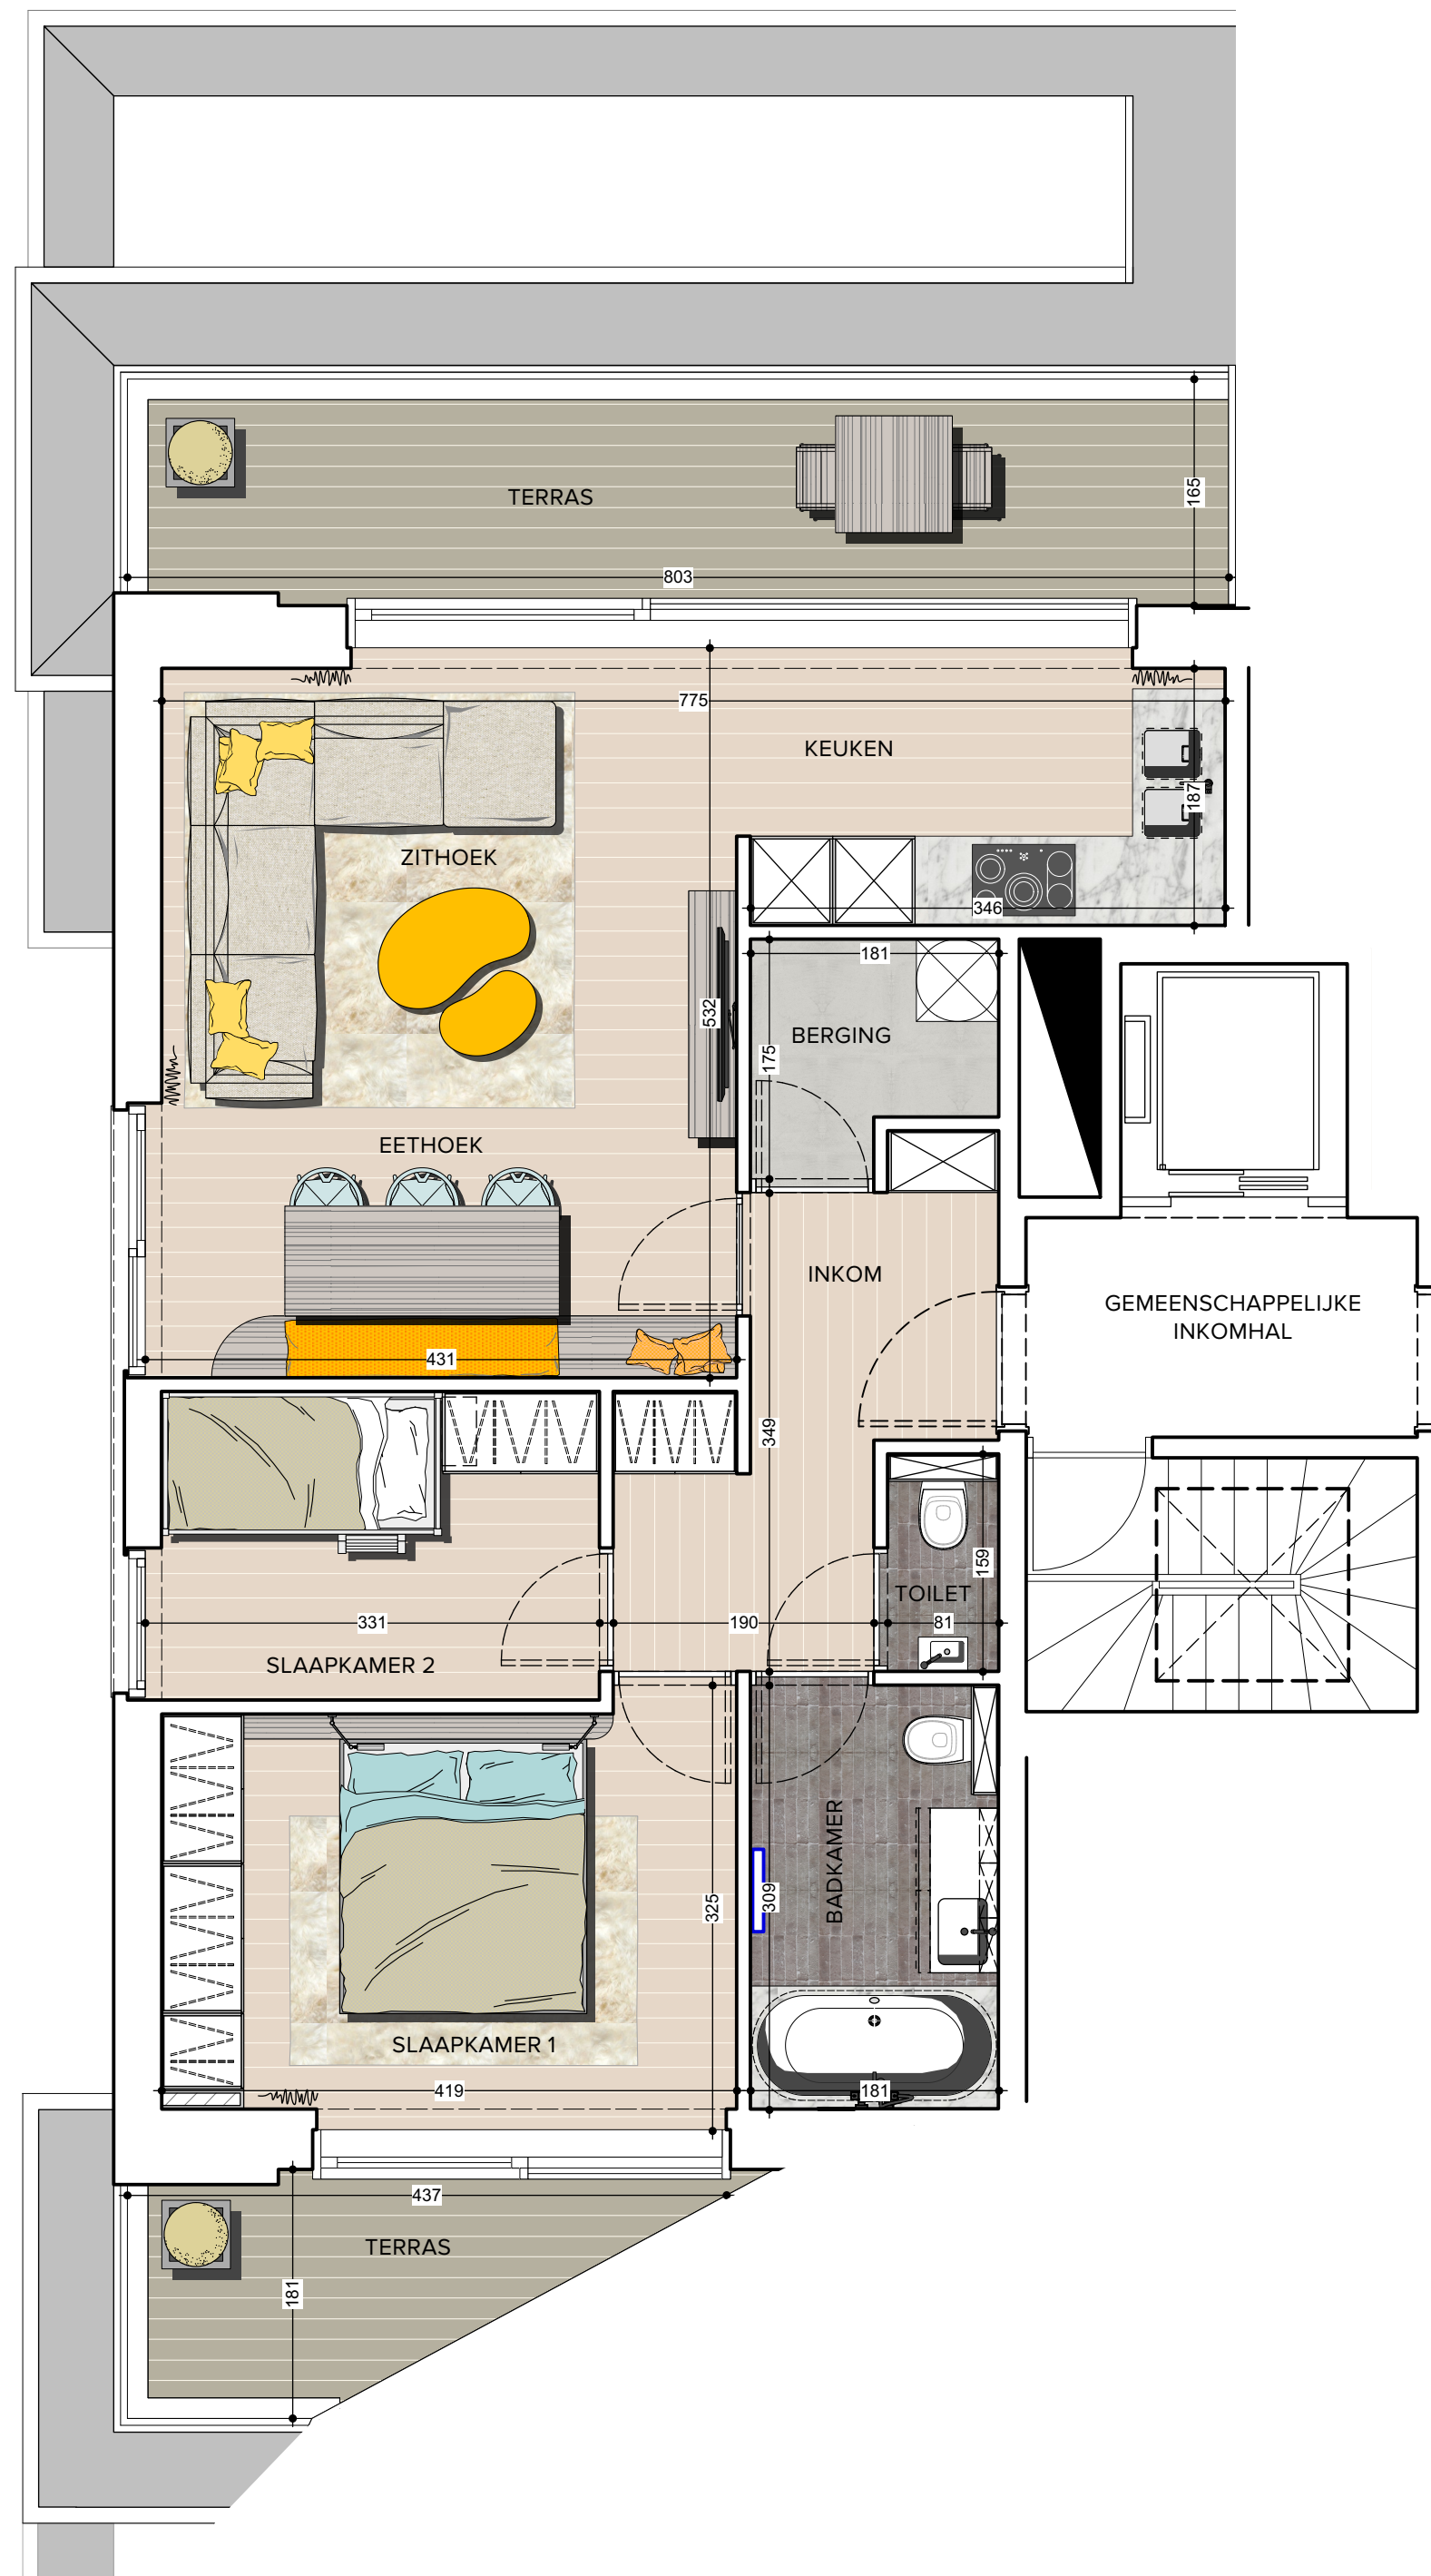 TERRAS
165
803
775
KEUKEN
187
ZITHOEK
346
181
532
BERGING
175
EETHOEK
INKOM
GEMEENSCHAPPELIJKE
INKOMHAL
431
349
159
TOILET
331
190
81
SLAAPKAMER 2
BADKAMER
325
309
SLAAPKAMER 1
419
181
437
TERRAS
181